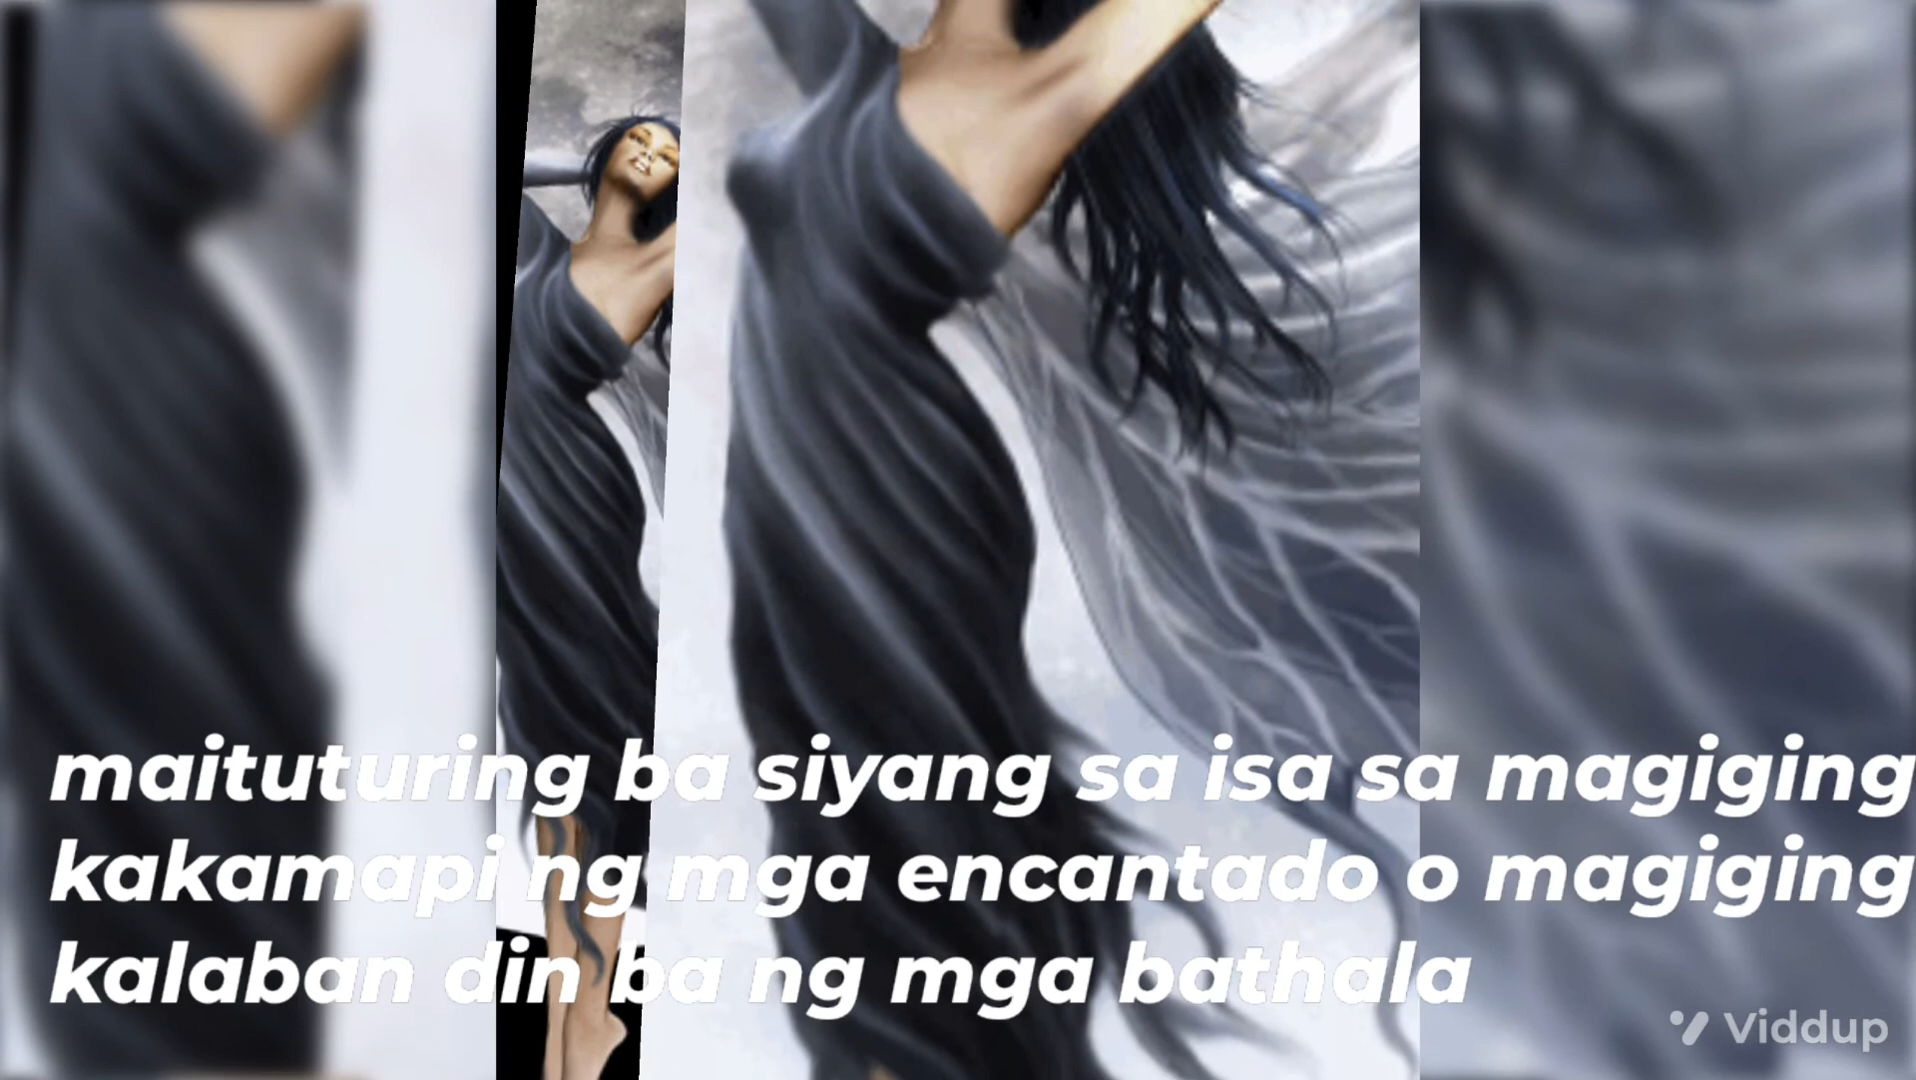 maituturing ba siyang sa isa sa magiging
kakamapi ng mga encantado o magiging
kalaban din ba ng mga bathala
Viddup